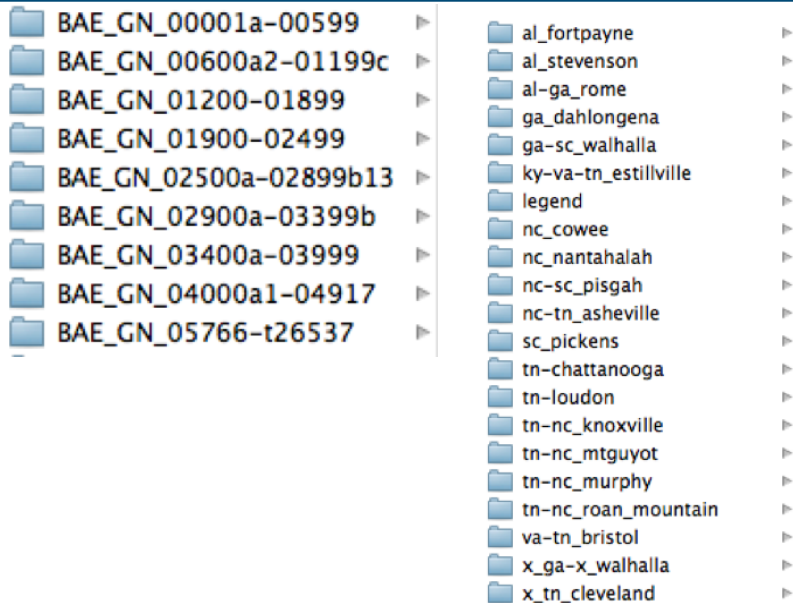 BAE_GN_00001a-00599
BAE_GN_00600a2-01199c
BAE_GN_01200-01899
BAE_GN_01900-02499
BAE_GN_02500a-02899b13
BAE_GN_02900a-03399b
BAE_GN_03400a-03999
BAE_GN_04000a1-04917
BAE_GN_05766-t26537
al_fortpayne
al_stevenson
al-ga_rome
ga_dahlongena
ga-sc_walhalla
ky-va-tn_estillville
legend
nc_cowee
nc_nantahalah
nc-sc_pisgah
nc-tn_asheville
sc_pickens
tn-chattanooga
tn-loudon
tn-nc_knoxville
tn-nc_mtguyot
tn-nc_murphy
tn-nc_roan_mountain
va-tn_bristol
x_ga-x_walhalla
x_tn_cleveland